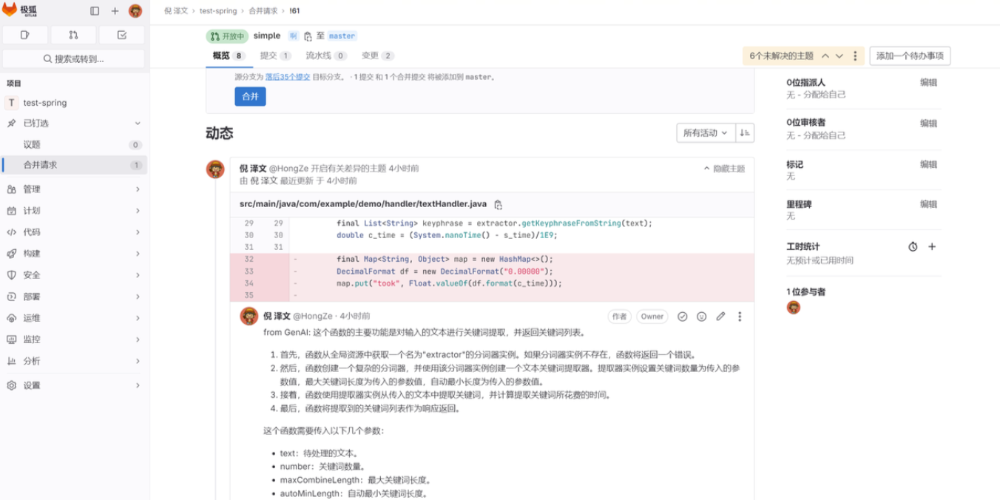 极狐
GITLAB
搜索或转到...
项目
T test-spring
已钉选
议题 0
合并请求 1
管理
计划
代码
构建
安全
部署
运维
监控
分析
设置
倪 泽文 › test-spring › 合并请求 › !61
开放中 simple 啊 至 master
概览 8 提交 1 流水线 0 变更 2
6个未解决的主题
添加一个待办事项
源分支为 落后35个提交 目标分支。 · 1 提交 和 1 个合并提交 将被添加到 master。
合并
动态
所有活动
倪 泽文 @HongZe 开启有关差异的主题 4小时前
隐藏主题
由 倪 泽文 最近更新 于 4小时前
src/main/java/com/example/demo/handler/textHandler.java
29 29 final List<String> keyphrase = extractor.getKeyphraseFromString(text);
30 30 double c_time = (System.nanoTime() - s_time)/1E9;
31 31
32 - final Map<String, Object> map = new HashMap<>();
33 - DecimalFormat df = new DecimalFormat("0.00000");
34 - map.put("took", Float.valueOf(df.format(c_time)));
35 -
倪 泽文 @HongZe · 4小时前
作者 Owner
from GenAI: 这个函数的主要功能是对输入的文本进行关键词提取，并返回关键词列表。
1. 首先，函数从全局资源中获取一个名为"extractor"的分词器实例。如果分词器实例不存在，函数将返回一个错误。
2. 然后，函数创建一个复杂的分词器，并使用该分词器实例创建一个文本关键词提取器。提取器实例设置关键词数量为传入的参
数值，最大关键词长度为传入的参数值，自动最小长度为传入的参数值。
3. 接着，函数使用提取器实例从传入的文本中提取关键词，并计算提取关键词所花费的时间。
4. 最后，函数将提取到的关键词列表作为响应返回。
这个函数需要传入以下几个参数：
• text：待处理的文本。
• number：关键词数量。
• maxCombineLength：最大关键词长度。
• autoMinLength：自动最小关键词长度。
0位指派人 编辑
无 - 分配给自己
0位审核者 编辑
无 - 分配给自己
标记 编辑
无
里程碑 编辑
无
工时统计
无预计或已用时间
1 位参与者